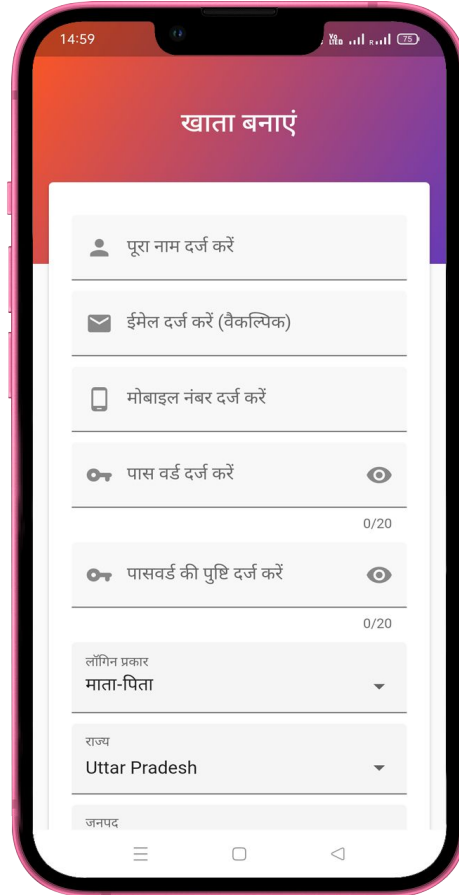 14:59
75
खाता बनाएं
पूरा नाम दर्ज करें
ईमेल दर्ज करें (वैकल्पिक)
मोबाइल नंबर दर्ज करें
पास वर्ड दर्ज करें
0/20
पासवर्ड की पुष्टि दर्ज करें
0/20
लॉगिन प्रकार
माता-पिता
राज्य
Uttar Pradesh
जनपद